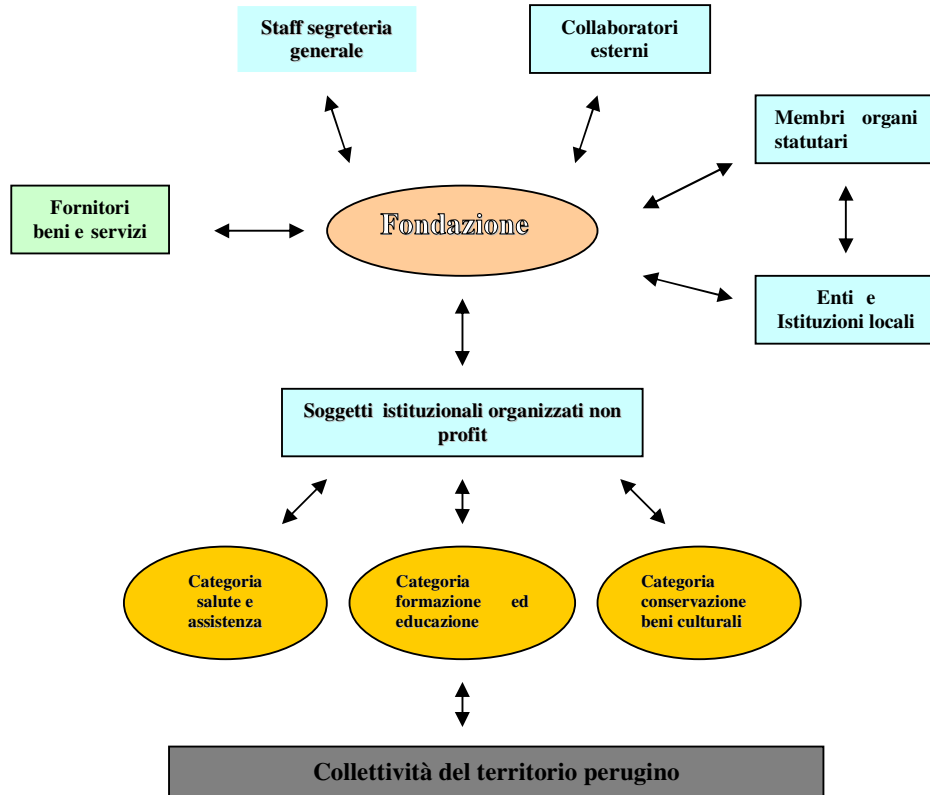 Staff segreteria
generale
Collaboratori
esterni
Membri organi
statutari
Fornitori
beni e servizi
Fondazione
Enti e
Istituzioni locali
Soggetti istituzionali organizzati non
profit
Categoria
salute e
assistenza
Categoria
formazione ed
educazione
Categoria
conservazione
beni culturali
Collettività del territorio perugino